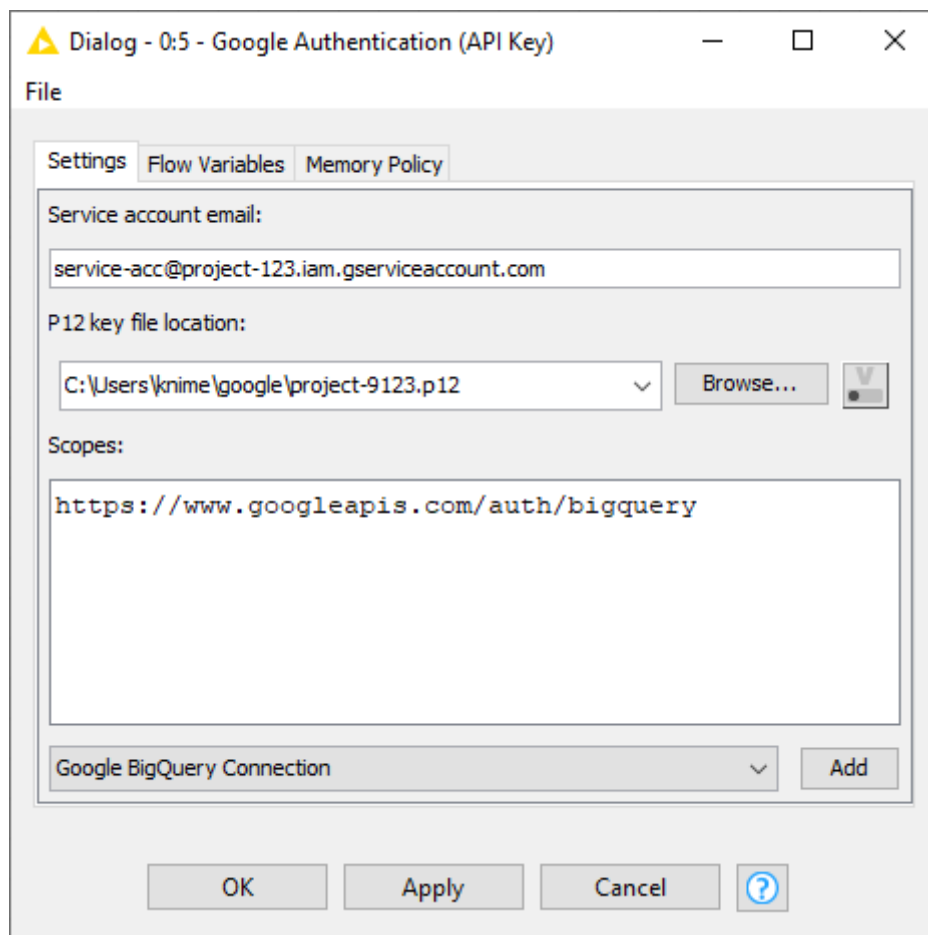 Dialog - 0:5 - Google Authentication (API Key)
File
Settings Flow Variables Memory Policy
Service account email:
service-acc@project-123.iam.gserviceaccount.com
P12 key file location:
C:\Users\knime\google\project-9123.p12 Browse... V
Scopes:
https://www.googleapis.com/auth/bigquery
Google BigQuery Connection Add
OK Apply Cancel ?